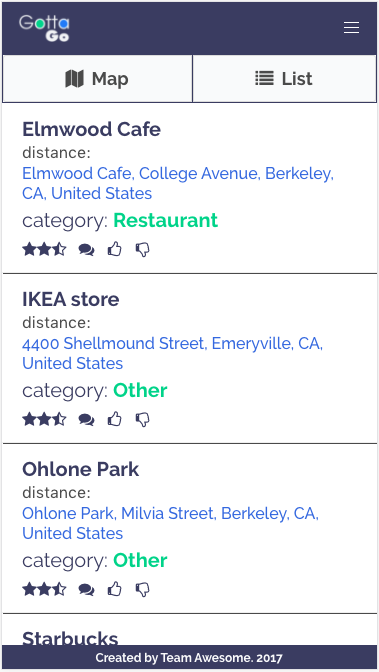 Gotta
Go
Map
List
Elmwood Cafe
distance:
Elmwood Cafe, College Avenue, Berkeley,
CA, United States
category: Restaurant
IKEA store
distance:
4400 Shellmound Street, Emeryville, CA,
United States
category: Other
Ohlone Park
distance:
Ohlone Park, Milvia Street, Berkeley, CA,
United States
category: Other
Starbucks
Created by Team Awesome. 2017